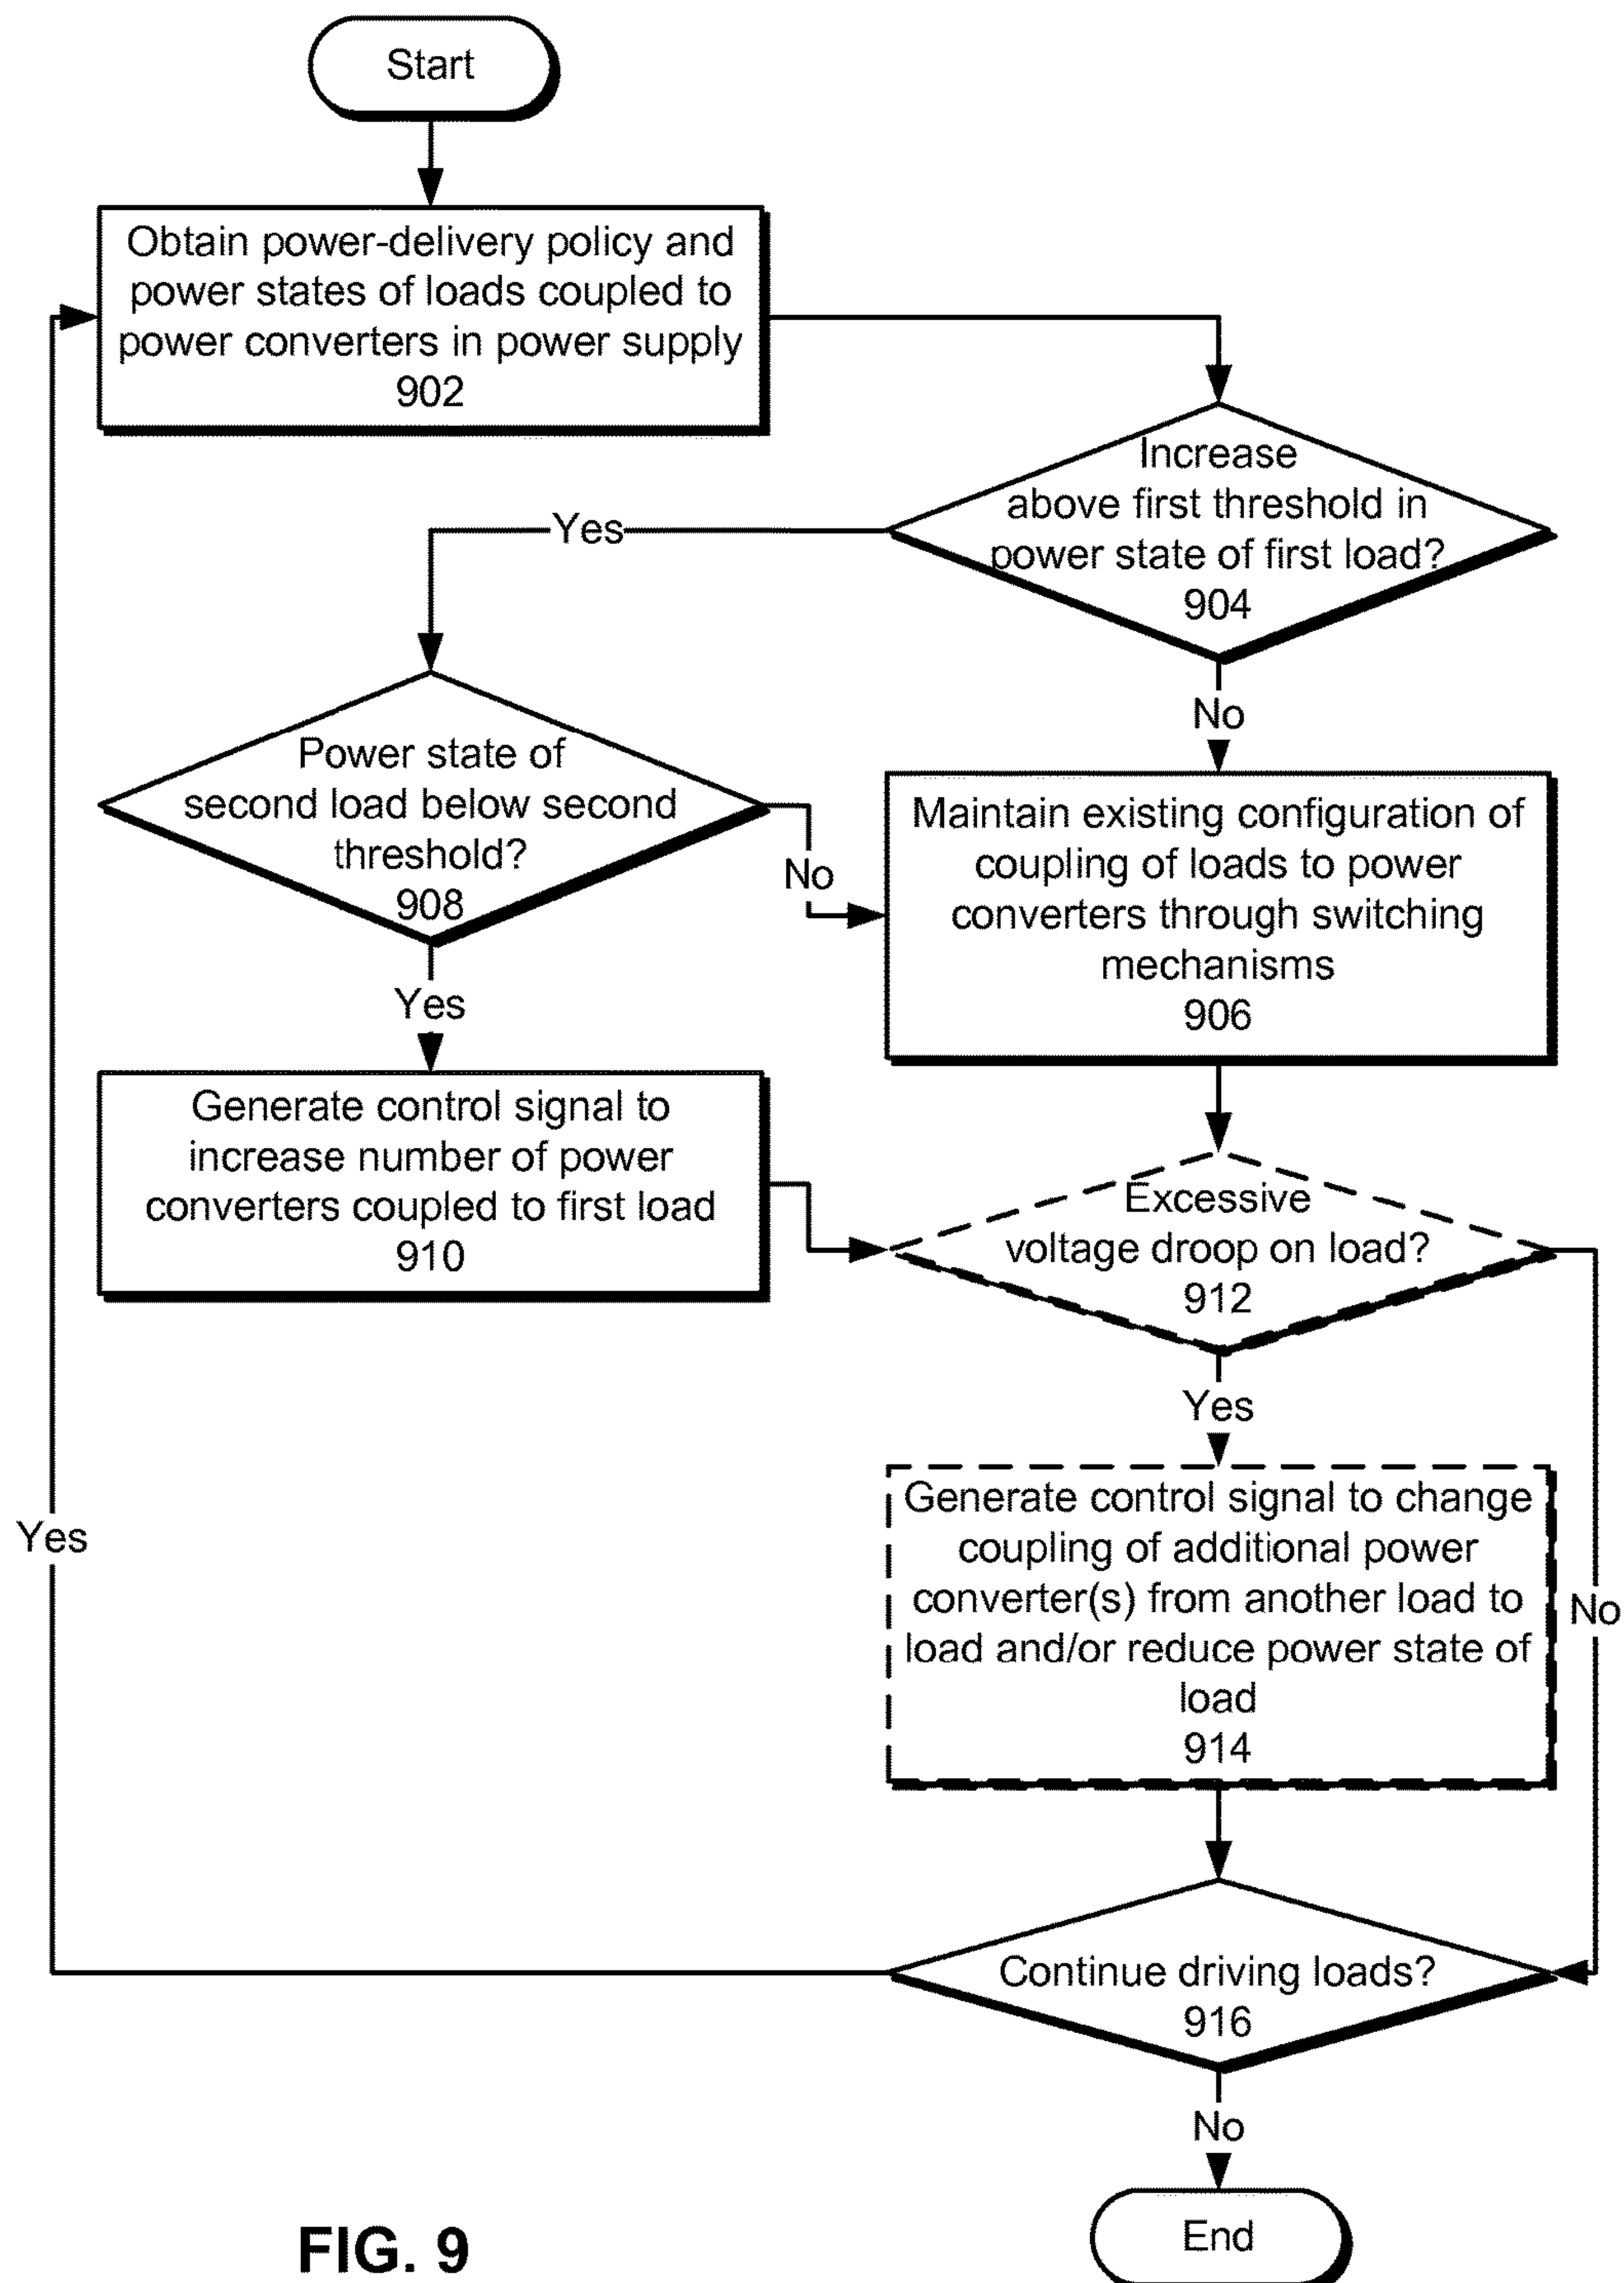 Start
Obtain power-delivery policy and
power states of loads coupled to
power converters in power supply
902
Increase
above first threshold in
power state of first load?
904
Yes
No
Power state of
second load below second
threshold?
908
No
Maintain existing configuration of
coupling of loads to power
converters through switching
mechanisms
906
Yes
Generate control signal to
increase number of power
converters coupled to first load
910
Excessive
voltage droop on load?
912
Yes
Generate control signal to change
coupling of additional power
converter(s) from another load to
load and/or reduce power state of
load
914
Yes
No
Continue driving loads?
916
No
End
FIG. 9